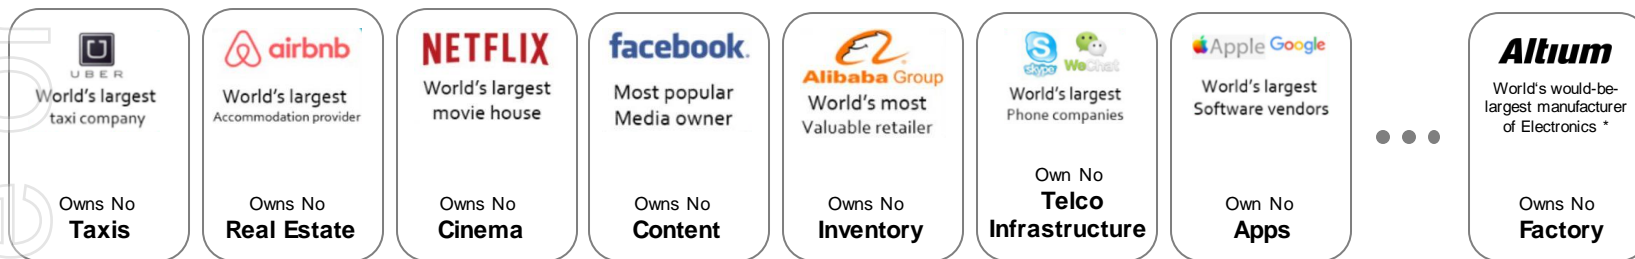 UBER
World's largest
taxi company
Owns No
Taxis
airbnb
World's largest
Accommodation provider
Owns No
Real Estate
NETFLIX
World's largest
movie house
Owns No
Cinema
facebook.
Most popular
Media owner
Owns No
Content
Alibaba Group
World's most
Valuable retailer
Owns No
Inventory
skype WeChat
World's largest
Phone companies
Own No
Telco
Infrastructure
Apple Google
World's largest
Software vendors
Own No
Apps
Altıum
World's would-be-
largest manufacturer
of Electronics *
Owns No
Factory